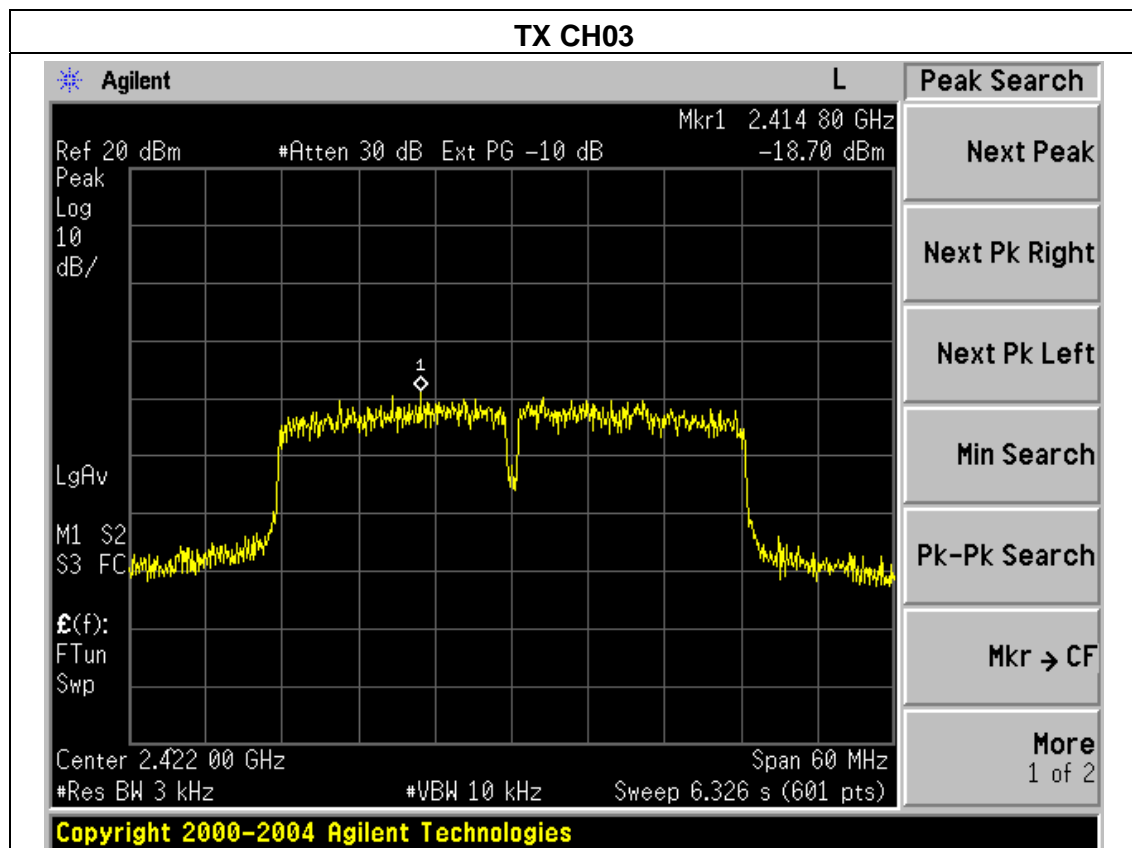 TX CH03
Agilent L Peak Search
Mkr1 2.414 80 GHz
Ref 20 dBm #Atten 30 dB Ext PG -10 dB -18.70 dBm
Next Peak
Peak
Log
10
dB/
Next Pk Right
1
Next Pk Left
LgAv
Min Search
M1 S2
S3 FC
Pk-Pk Search
£(f):
FTun
Swp
Mkr → CF
Center 2.422 00 GHz Span 60 MHz
#Res BW 3 kHz #VBW 10 kHz Sweep 6.326 s (601 pts)
More
1 of 2
Copyright 2000-2004 Agilent Technologies